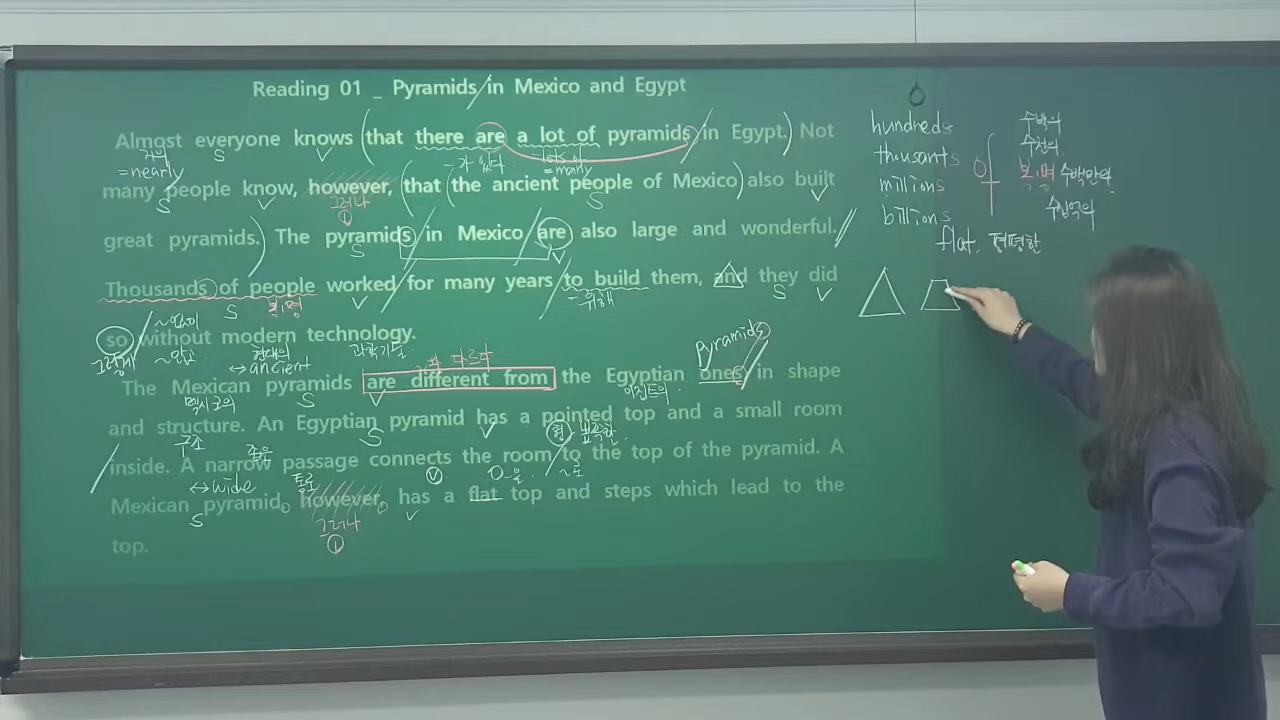 Reading 01 _ Pyramids in Mexico and Egypt
Almost everyone knows (that there are a lot of pyramids in Egypt.) Not
거의 S V -가 있다 lots of
=nearly =many
many people know, however, (that (the ancient people of Mexico) also built
S V 그러나 S V
①
great pyramids.) The pyramids in Mexico are also large and wonderful.
S V
Thousands of people worked for many years to build them, and they did
S V -위해 S V
so without modern technology.
그렇게 ~없이 현대의 과학기술
↔ancient
Pyramids
~와 다르다
The Mexican pyramids are different from the Egyptian ones in shape
멕시코의 S V 이집트의
and structure. An Egyptian pyramid has a pointed top and a small room
구조 좁은 S V 형 뾰족한
inside. A narrow passage connects the room to the top of the pyramid. A
↔wide 통로 V ~로
Mexican pyramid, however, has a flat top and steps which lead to the
S 그러나 V
①
top.
hundreds 수백의
thousants 수천의
millions 수백만의
billions 수십억의
flat. 평평한